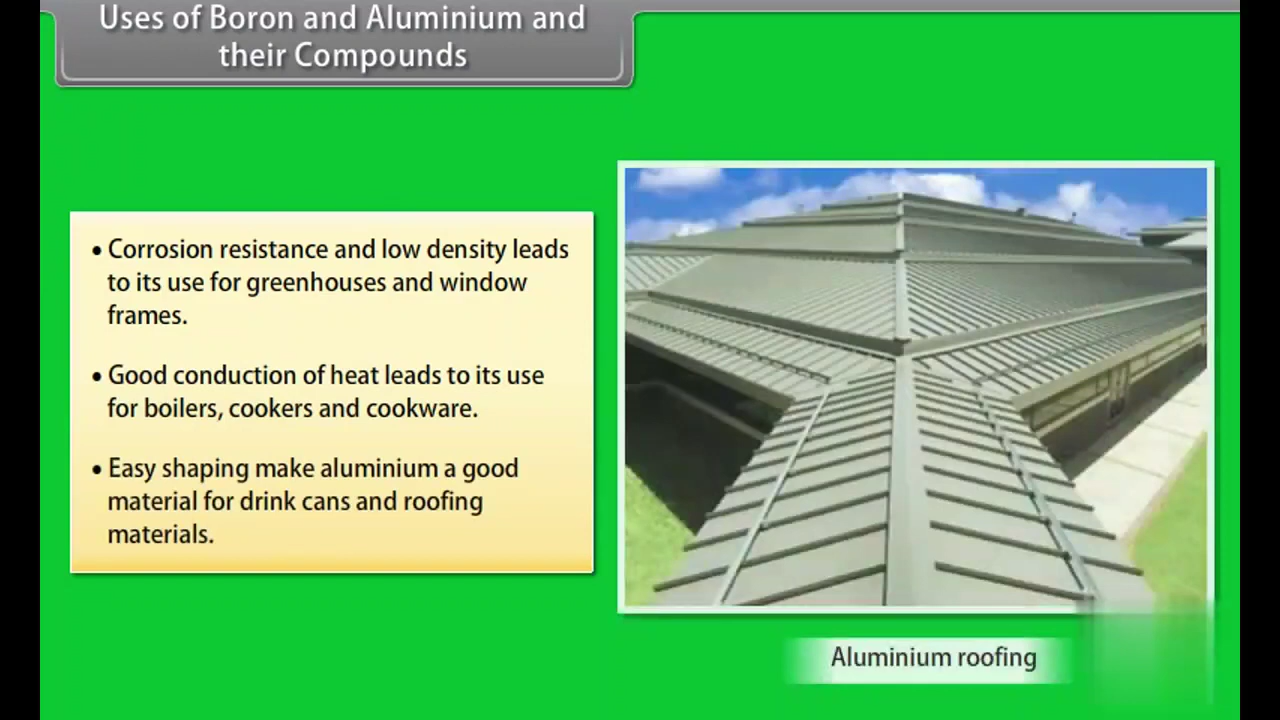 Uses of Boron and Aluminium and
their Compounds
• Corrosion resistance and low density leads
to its use for greenhouses and window
frames.
• Good conduction of heat leads to its use
for boilers, cookers and cookware.
• Easy shaping make aluminium a good
material for drink cans and roofing
materials.
Aluminium roofing